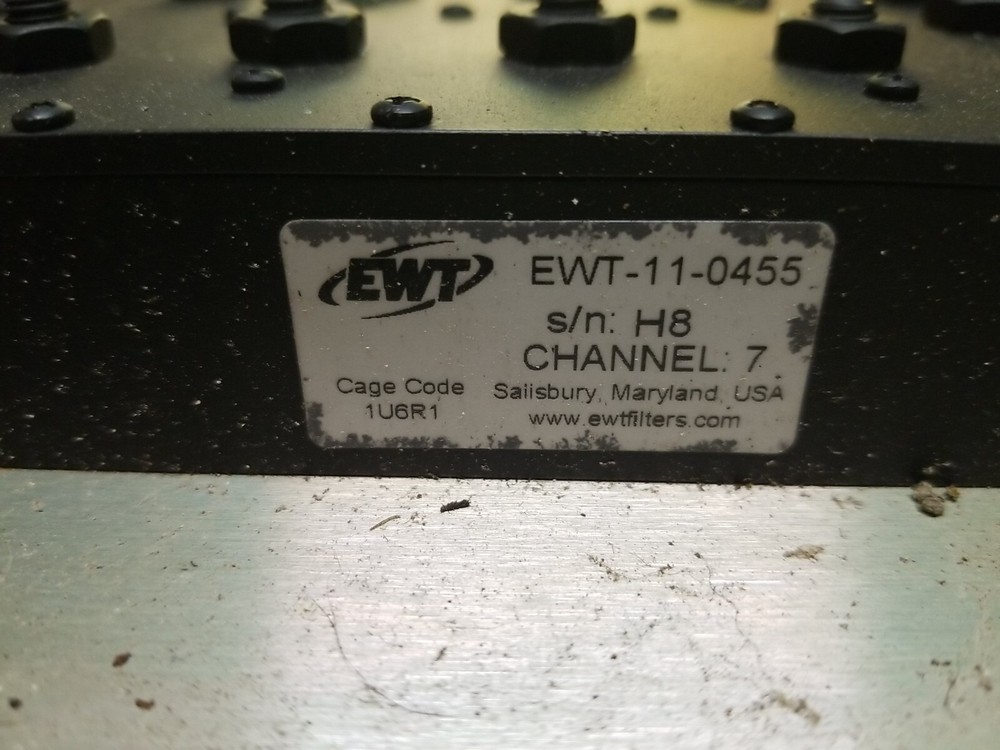 EWT EWT-11-0455
s/n: H8
CHANNEL: 7
Cage Code Salisbury, Maryland, USA
1U6R1 www.ewtfilters.com